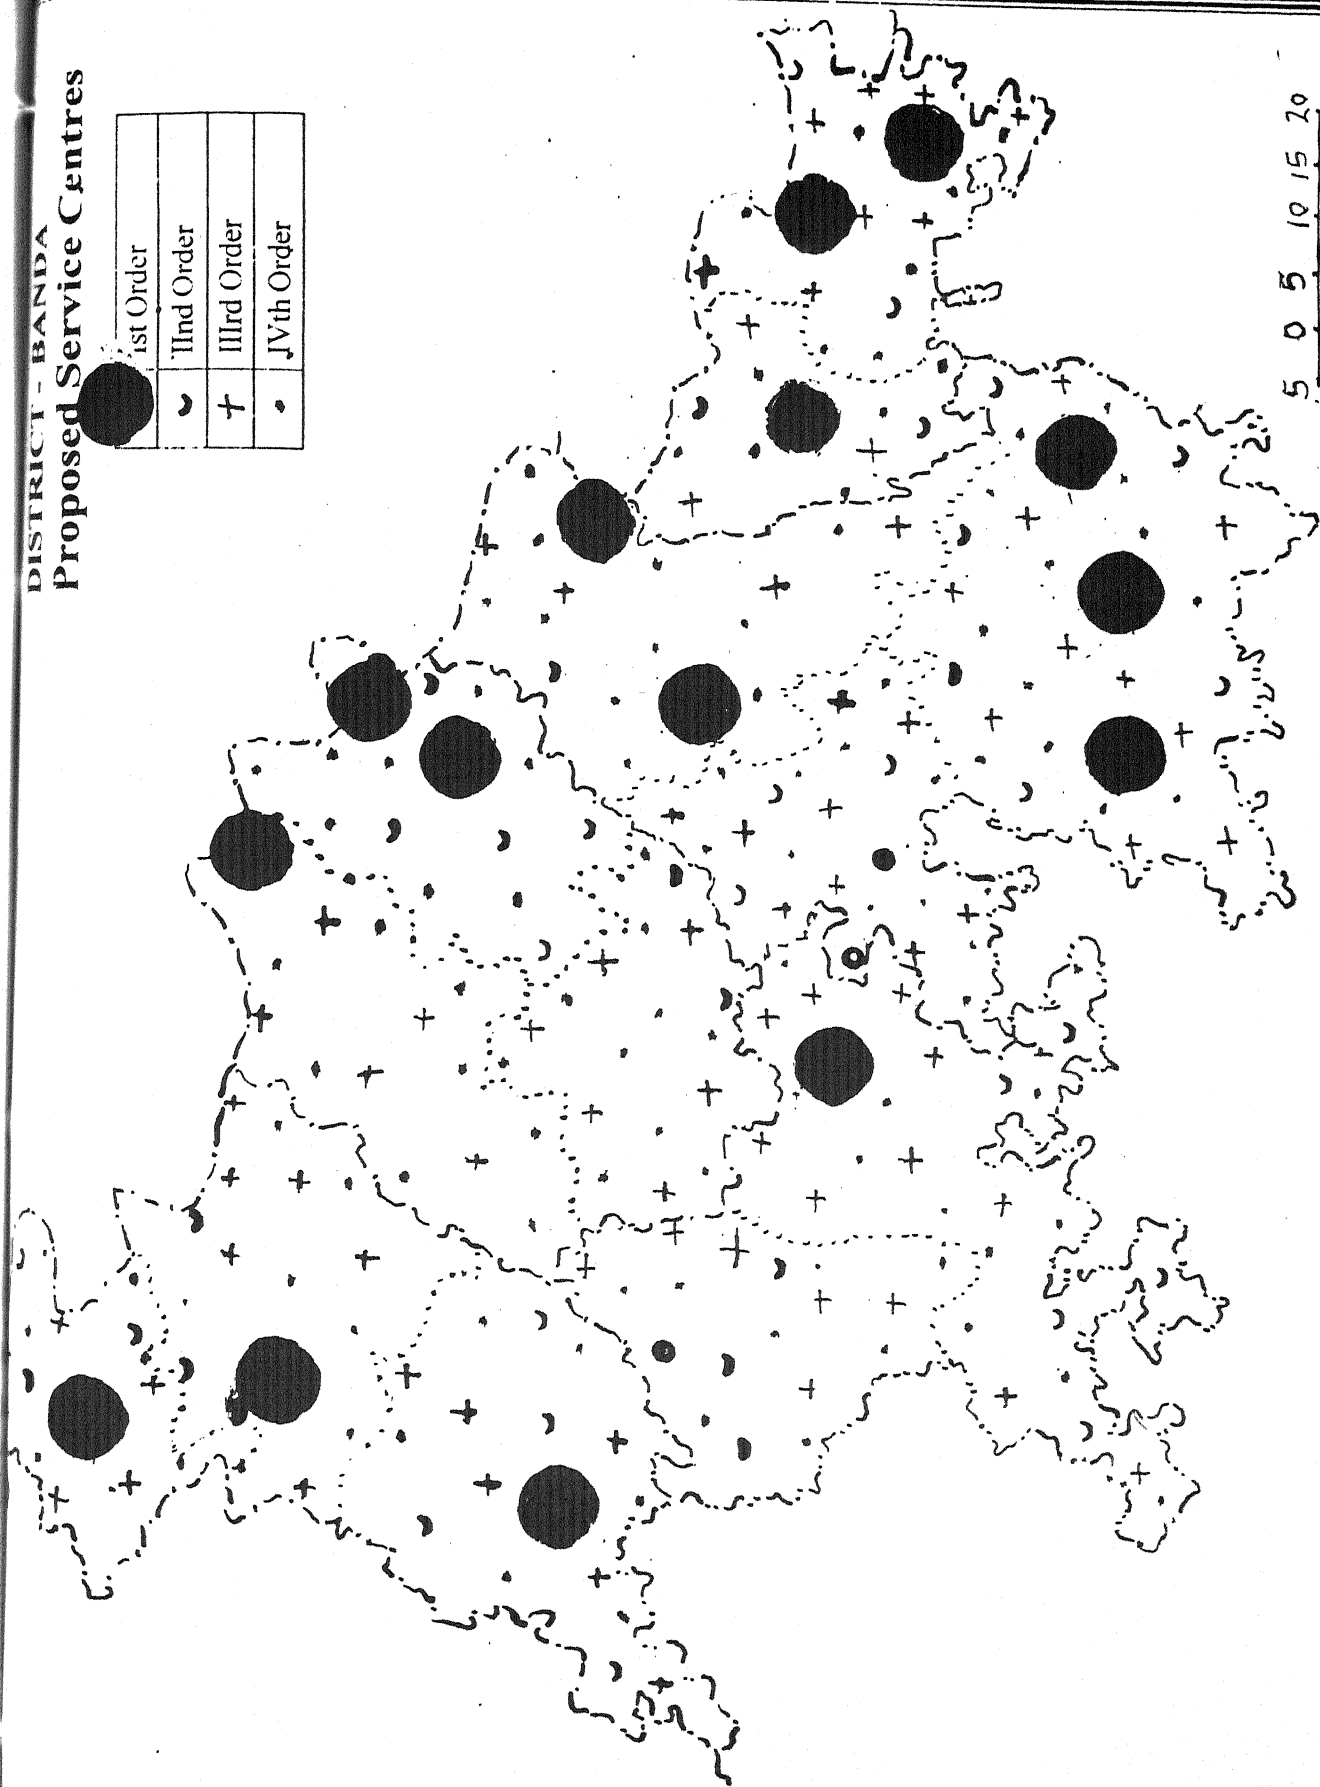 DISTRICT - BANDA
Proposed Service Centres
Ist Order
IInd Order
IIIrd Order
IVth Order
5 0 5 10 15 20